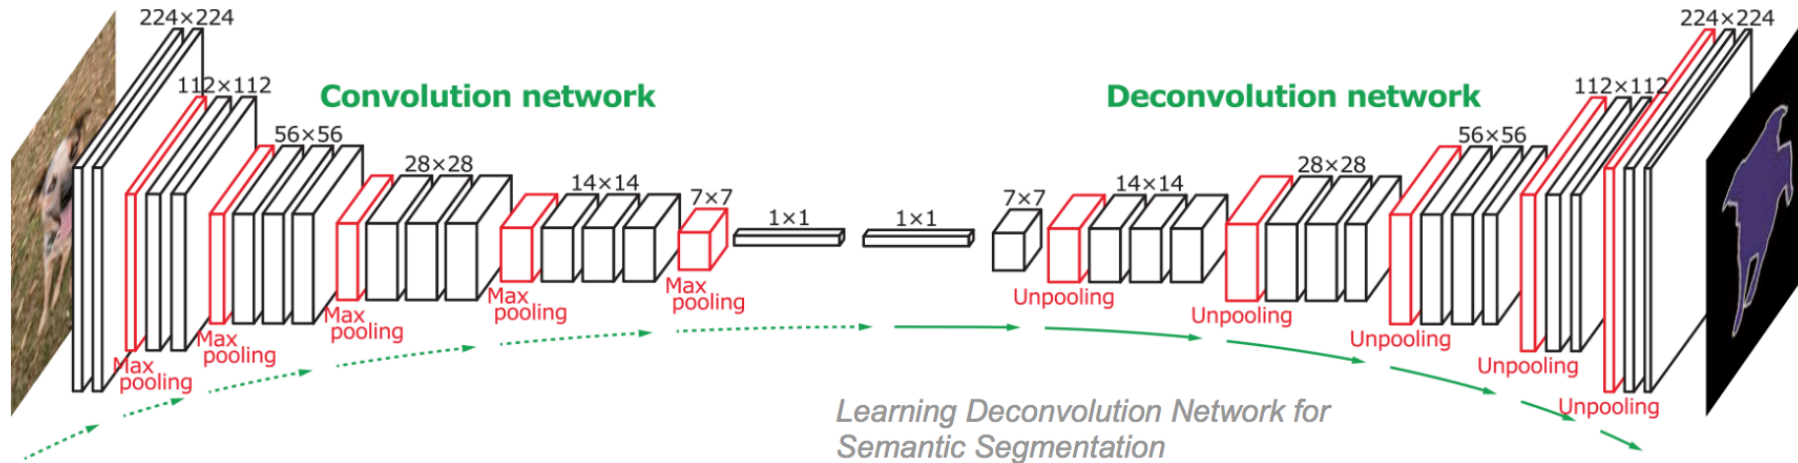 224×224
112×112
Convolution network
56×56
28×28
14×14
7×7
1×1
1×1
7×7
14×14
28×28
56×56
Deconvolution network
112×112
224×224
Max
pooling
Max
pooling
Max
pooling
Max
pooling
Max
pooling
Unpooling
Unpooling
Unpooling
Unpooling
Unpooling
Learning Deconvolution Network for
Semantic Segmentation